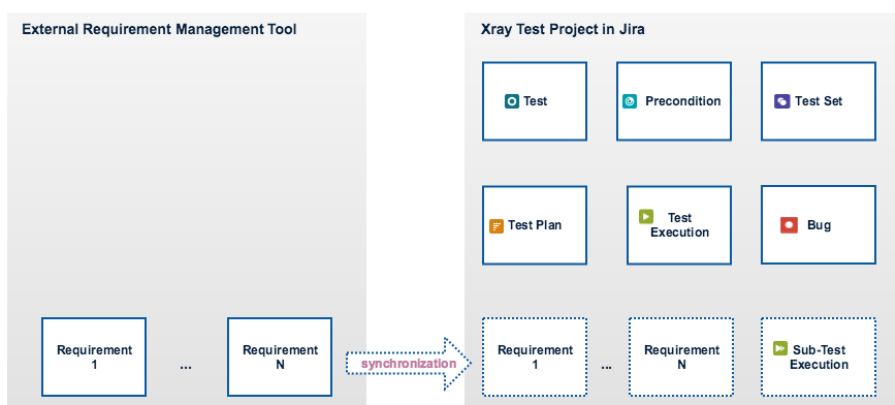 External Requirement Management Tool
Xray Test Project in Jira
Test
Precondition
Test Set
Test Plan
Test
Execution
Bug
Requirement
1
...
Requirement
N
synchronization
Requirement
1
...
Requirement
N
Sub-Test
Execution